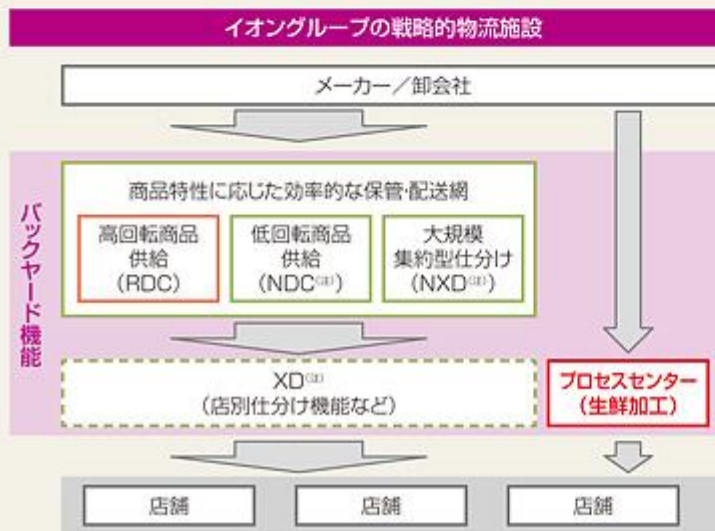 イオングループの戦略的物流施設
メーカー／卸会社
バックヤード機能
商品特性に応じた効率的な保管・配送網
高回転商品
供給
(RDC)
低回転商品
供給
(NDC(注))
大規模
集約型仕分け
(NXD(注))
XD(注)
(店別仕分け機能など)
プロセスセンター
(生鮮加工)
店舗
店舗
店舗